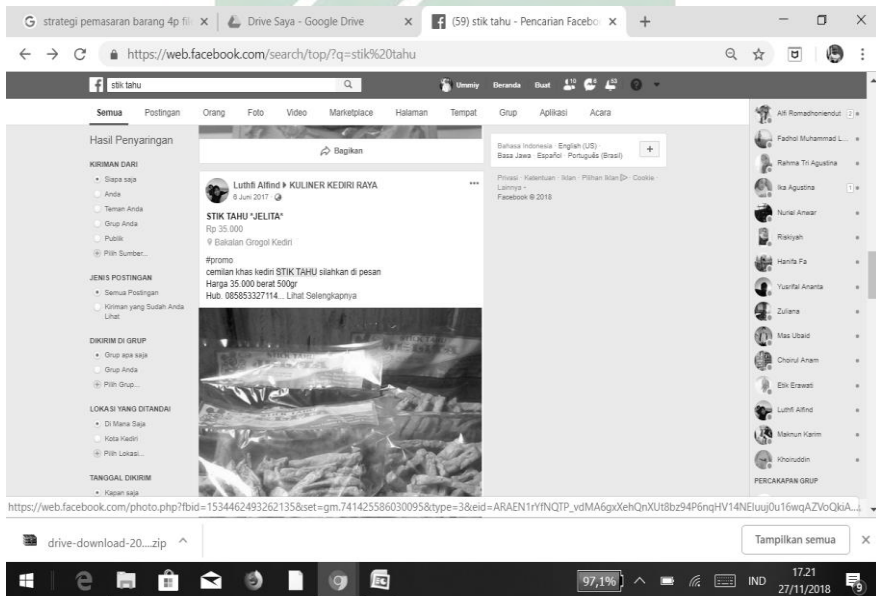 strategi pemasaran barang 4p fil
Drive Saya - Google Drive
(59) stik tahu - Pencarian Facebo
https://web.facebook.com/search/top/?q=stik%20tahu
stik tahu
Ummiy Beranda Buat
Semua Postingan Orang Foto Video Marketplace Halaman Tempat Grup Aplikasi Acara
Hasil Penyaringan
KIRIMAN DARI
Siapa saja
Anda
Teman Anda
Grup Anda
Publik
Pilih Sumber...
JENIS POSTINGAN
Semua Postingan
Kiriman yang Sudah Anda
Lihat
DIKIRIM DI GRUP
Grup apa saja
Grup Anda
Pilih Grup...
LOKASI YANG DITANDAI
Di Mana Saja
Kota Kediri
Pilih Lokasi...
TANGGAL DIKIRIM
Kapan saja
Bagikan
Luthfi Alfind KULINER KEDIRI RAYA
6 Juni 2017
STIK TAHU "JELITA"
Rp 35.000
Bakalan Grogol Kediri
#promo
cemilan khas kediri STIK TAHU silahkan di pesan
Harga 35.000 berat 500gr
Hub. 085853327114... Lihat Selengkapnya
STIK TAHU
Bahasa Indonesia · English (US)
Basa Jawa · Español · Português (Brasil)
Privasi · Ketentuan · Iklan · Pilihan Iklan · Cookie ·
Lainnya
Facebook © 2018
Alfi Romadhoniendut 2
Fadhol Muhammad L...
Rahma Tri Agustina
Ika Agustina 1
Nurial Anwar
Riskiyah
Hanifa Fa
Yusrifal Ananta
Zuliana
Mas Ubaid
Choirul Anam
Etik Erawati
Luthfi Alfind
Maknun Karim
Khoiruddin
PERCAKAPAN GRUP
drive-download-20....zip
Tampilkan semua
97,1%
IND
17.21
27/11/2018
9